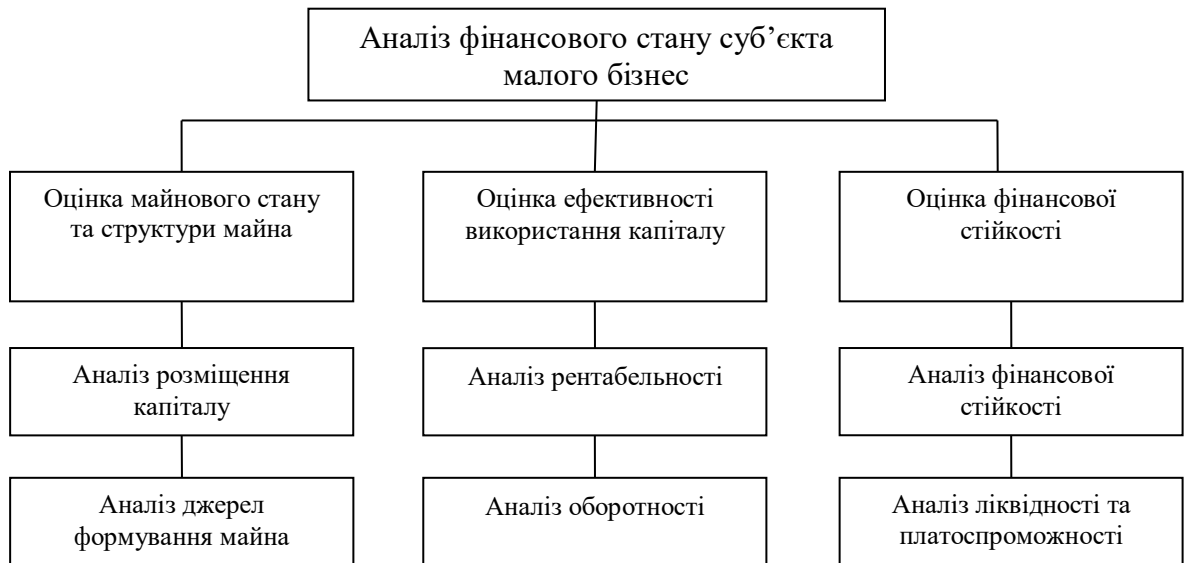 Аналіз фінансового стану суб’єкта
малого бізнес
Оцінка майнового стану
та структури майна
Оцінка ефективності
використання капіталу
Оцінка фінансової
стійкості
Аналіз розміщення
капіталу
Аналіз рентабельності
Аналіз фінансової
стійкості
Аналіз джерел
формування майна
Аналіз оборотності
Аналіз ліквідності та
платоспроможності